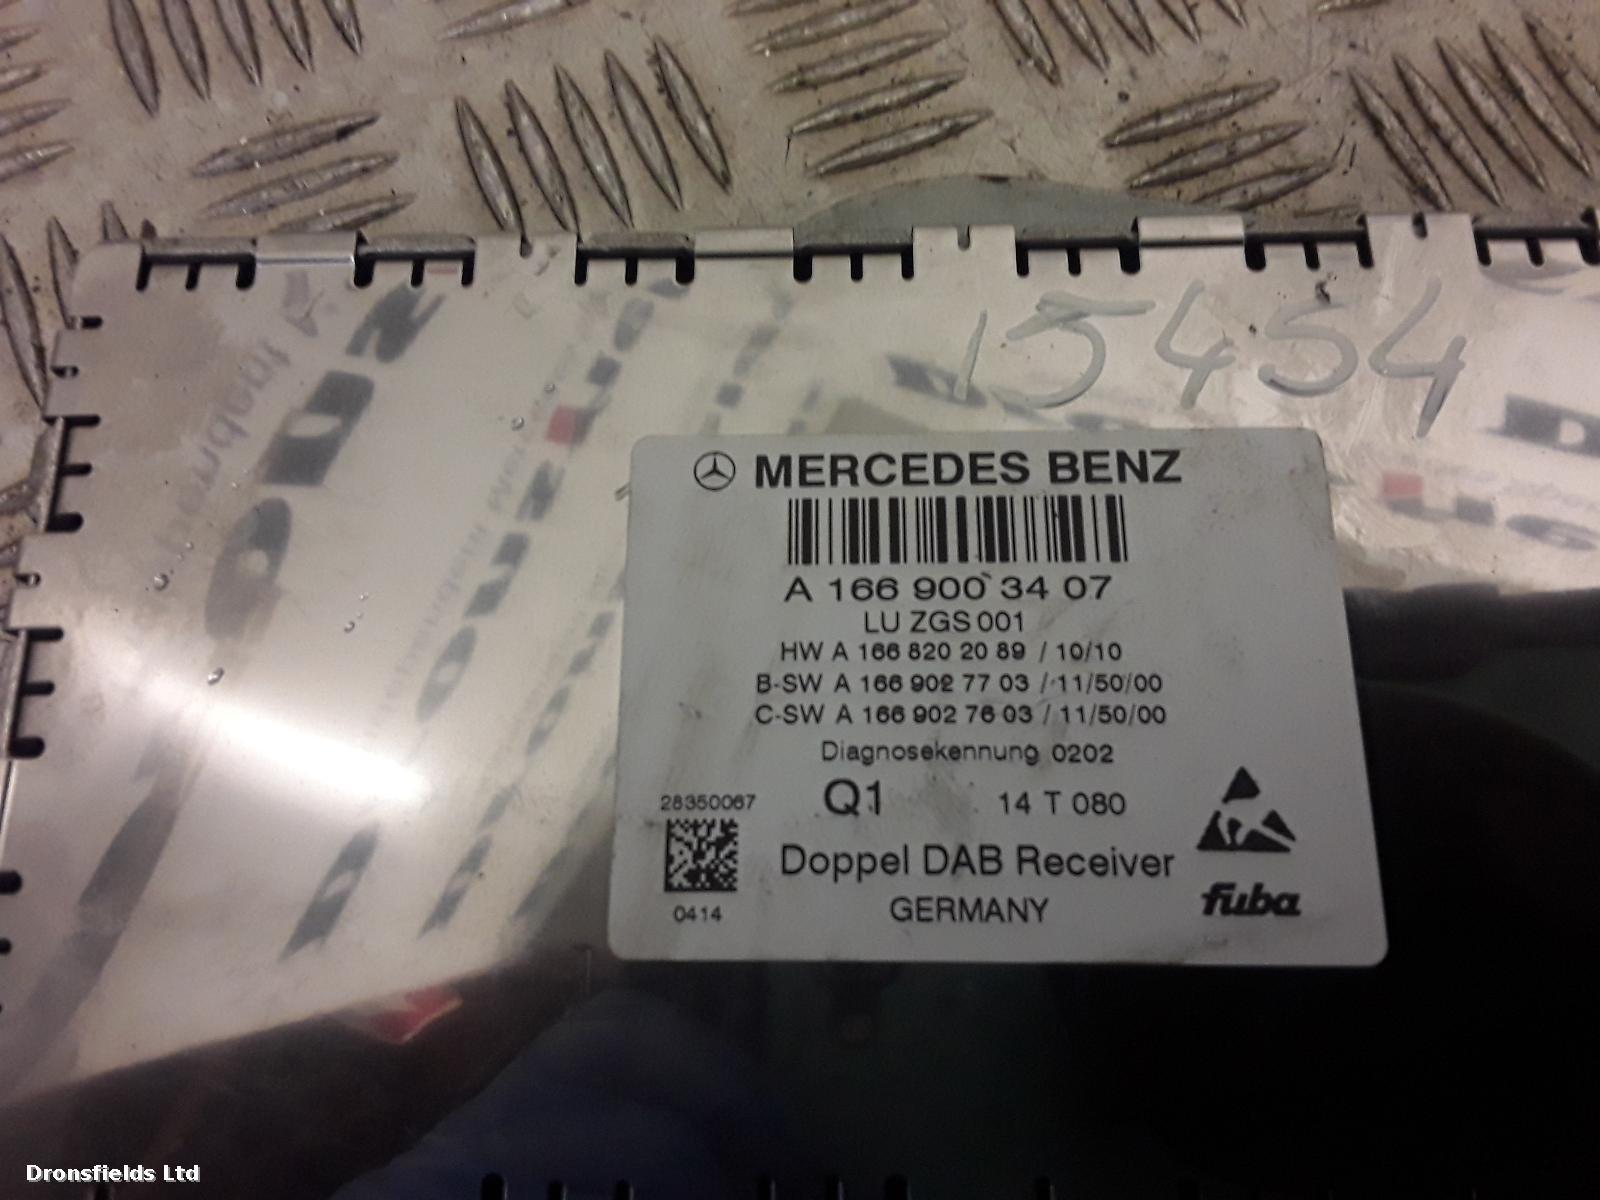 15454
MERCEDES BENZ
A 166 900 34 07
LU ZGS 001
HW A 166 820 20 89 / 10/10
B-SW A 166 902 77 03 / 11/50/00
C-SW A 166 902 76 03 / 11/50/00
Diagnosekennung 0202
28350067 Q1 14 T 080
Doppel DAB Receiver
0414 GERMANY fuba
Dronsfields Ltd